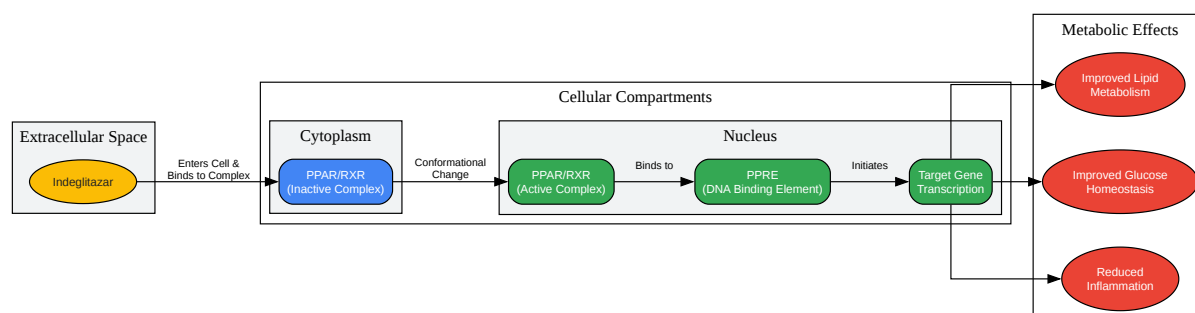 Metabolic Effects
Improved Lipid
Metabolism
Cellular Compartments
Extracellular Space
Cytoplasm
Nucleus
Indeglitazar
Enters Cell &
Binds to Complex
PPAR/RXR
(Inactive Complex)
Conformational
Change
PPAR/RXR
(Active Complex)
Binds to
PPRE
(DNA Binding Element)
Initiates
Target Gene
Transcription
Improved Glucose
Homeostasis
Reduced
Inflammation